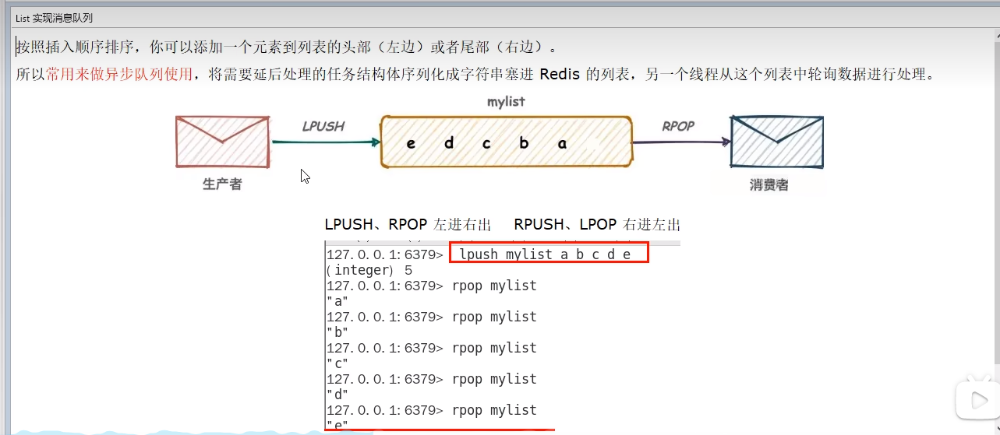 List 实现消息队列
按照插入顺序排序，你可以添加一个元素到列表的头部（左边）或者尾部（右边）。
所以常用来做异步队列使用，将需要延后处理的任务结构体序列化成字符串塞进 Redis 的列表，另一个线程从这个列表中轮询数据进行处理。
mylist
LPUSH
e d c b a
RPOP
生产者
消费者
LPUSH、RPOP 左进右出 RPUSH、LPOP 右进左出
127.0.0.1:6379> lpush mylist a b c d e
(integer) 5
127.0.0.1:6379> rpop mylist
"a"
127.0.0.1:6379> rpop mylist
"b"
127.0.0.1:6379> rpop mylist
"c"
127.0.0.1:6379> rpop mylist
"d"
127.0.0.1:6379> rpop mylist
"e"